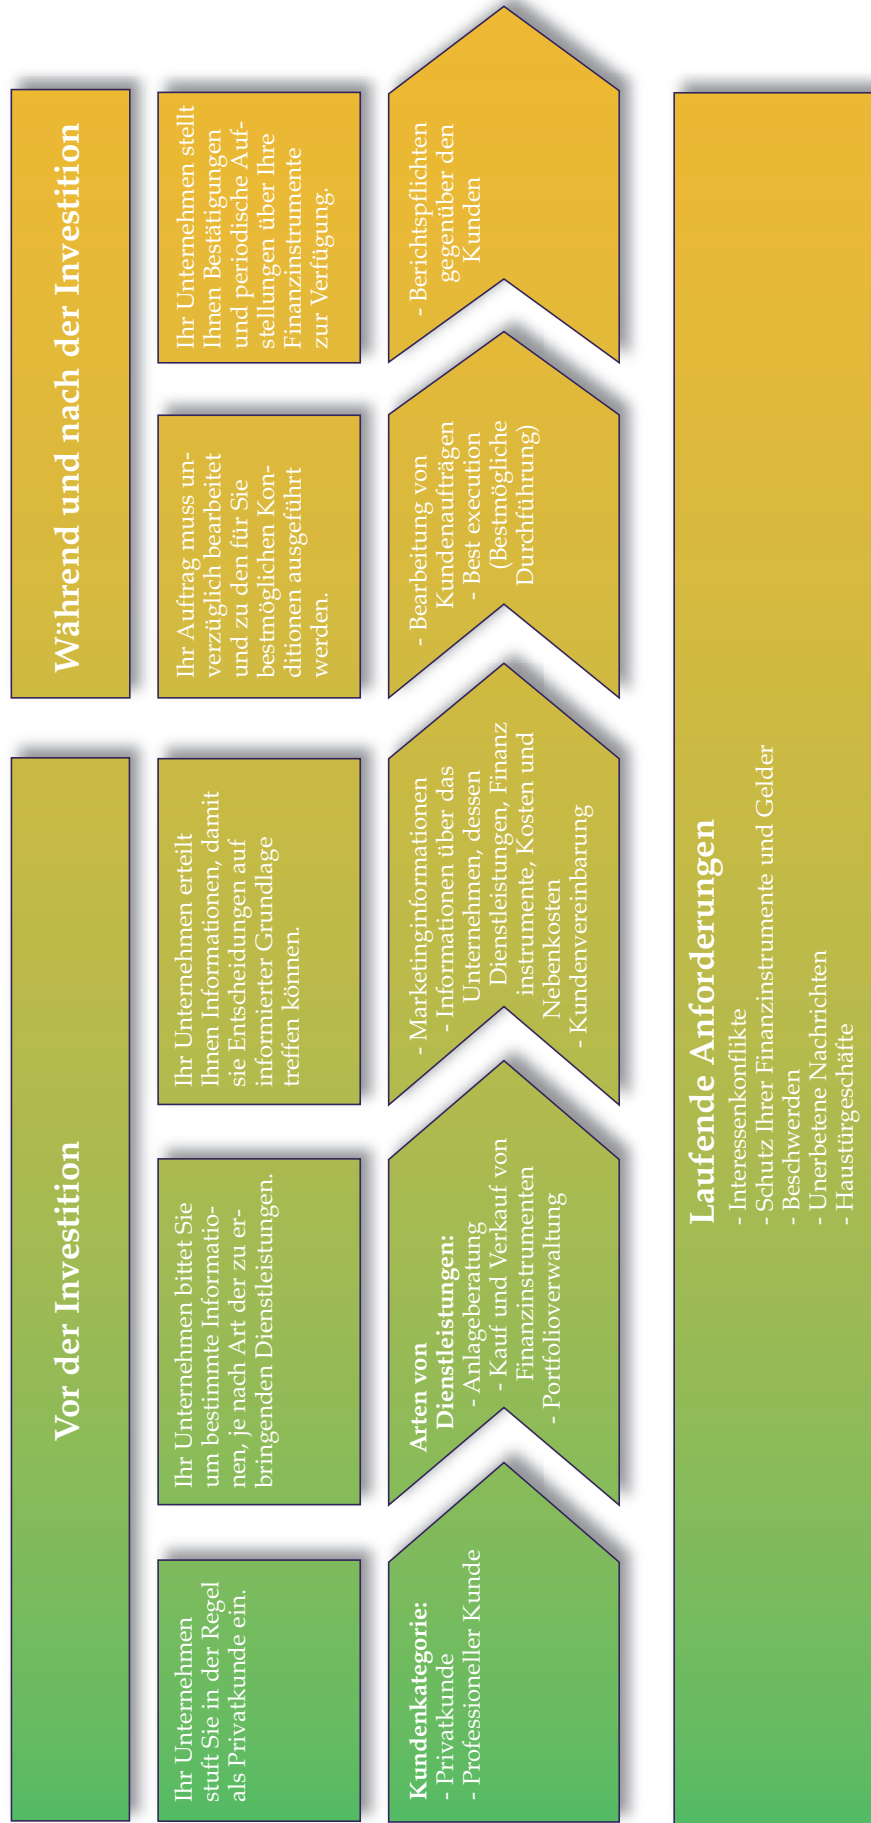 Vor der Investition
Während und nach der Investition
Ihr Unternehmen
stuft Sie in der Regel
als Privatkunde ein.
Ihr Unternehmen bittet Sie
um bestimmte Informatio-
nen, je nach Art der zu er-
bringenden Dienstleistungen.
Ihr Unternehmen erteilt
Ihnen Informationen, damit
sie Entscheidungen auf
informierter Grundlage
treffen können.
Ihr Auftrag muss un-
verzüglich bearbeitet
und zu den für Sie
bestmöglichen Kon-
ditionen ausgeführt
werden.
Ihr Unternehmen stellt
Ihnen Bestätigungen
und periodische Auf-
stellungen über Ihre
Finanzinstrumente
zur Verfügung.
Kundenkategorie:
- Privatkunde
- Professioneller Kunde
Arten von
Dienstleistungen:
- Anlageberatung
- Kauf und Verkauf von
Finanzinstrumenten
- Portfolioverwaltung
- Marketinginformationen
- Informationen über das
Unternehmen, dessen
Dienstleistungen, Finanz
instrumente, Kosten und
Nebenkosten
- Kundenvereinbarung
- Bearbeitung von
Kundenaufträgen
- Best execution
(Bestmögliche
Durchführung)
- Berichtspflichten
gegenüber den
Kunden
Laufende Anforderungen
- Interessenkonflikte
- Schutz Ihrer Finanzinstrumente und Gelder
- Beschwerden
- Unerbetene Nachrichten
- Haustürgeschäfte